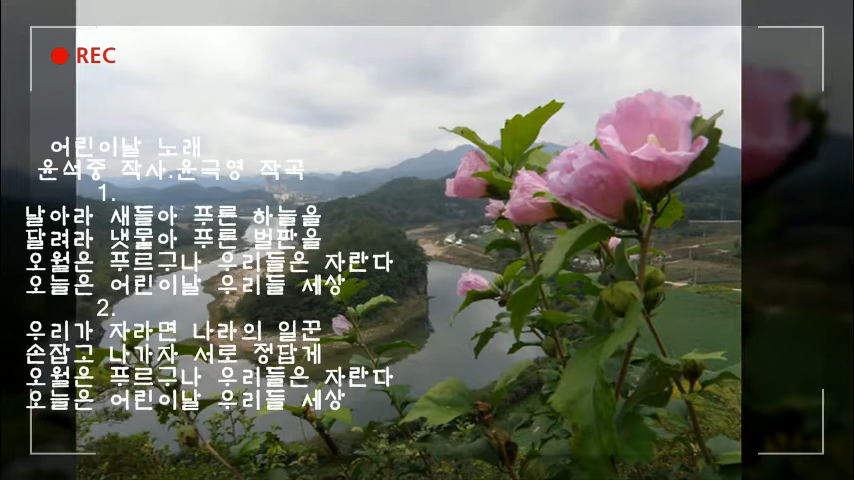 REC
어린이날 노래
윤석중 작사.윤극영 작곡
1.
날아라 새들아 푸른 하늘을
달려라 냇물아 푸른 벌판을
오월은 푸르구나 우리들은 자란다
오늘은 어린이날 우리들 세상
2.
우리가 자라면 나라의 일꾼
손잡고 나가자 서로 정답게
오월은 푸르구나 우리들은 자란다
오늘은 어린이날 우리들 세상